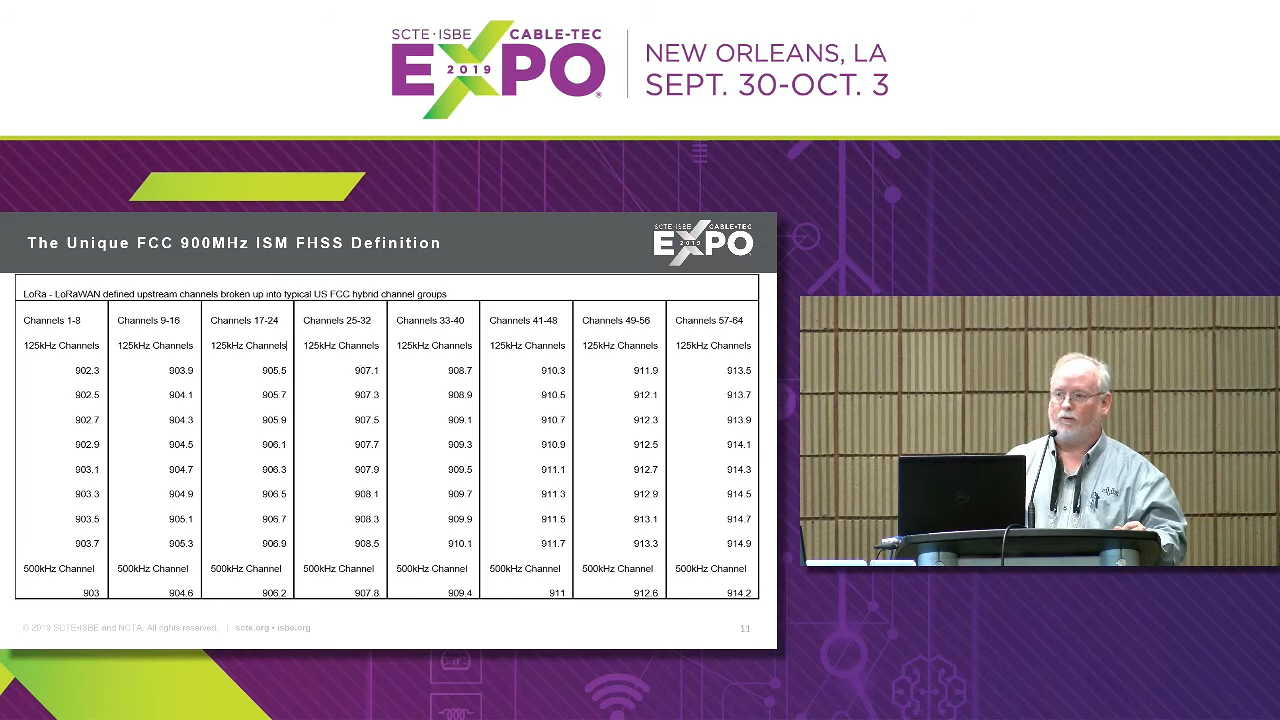 SCTE • ISBE CABLE-TEC
EXPO
2019
NEW ORLEANS, LA
SEPT. 30-OCT. 3
The Unique FCC 900MHz ISM FHSS Definition
SCTE • ISBE CABLE-TEC
EXPO
2019
LoRa - LoRaWAN defined upstream channels broken up into typical US FCC hybrid channel groups
Channels 1-8 Channels 9-16 Channels 17-24 Channels 25-32 Channels 33-40 Channels 41-48 Channels 49-56 Channels 57-64
125kHz Channels 125kHz Channels 125kHz Channels 125kHz Channels 125kHz Channels 125kHz Channels 125kHz Channels 125kHz Channels
902.3 903.9 905.5 907.1 908.7 910.3 911.9 913.5
902.5 904.1 905.7 907.3 908.9 910.5 912.1 913.7
902.7 904.3 905.9 907.5 909.1 910.7 912.3 913.9
902.9 904.5 906.1 907.7 909.3 910.9 912.5 914.1
903.1 904.7 906.3 907.9 909.5 911.1 912.7 914.3
903.3 904.9 906.5 908.1 909.7 911.3 912.9 914.5
903.5 905.1 906.7 908.3 909.9 911.5 913.1 914.7
903.7 905.3 906.9 908.5 910.1 911.7 913.3 914.9
500kHz Channel 500kHz Channel 500kHz Channel 500kHz Channel 500kHz Channel 500kHz Channel 500kHz Channel 500kHz Channel
903 904.6 906.2 907.8 909.4 911 912.6 914.2
© 2019 SCTE•ISBE and NCTA. All rights reserved. | scte.org • isbe.org
11